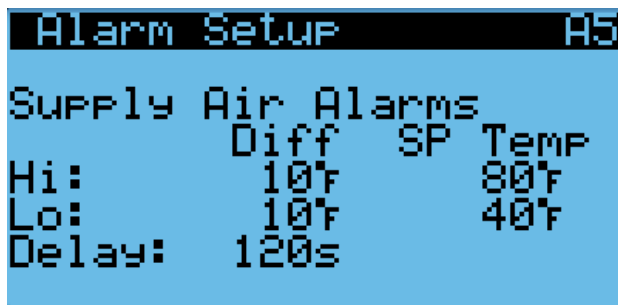 Alarm Setup A5
Supply Air Alarms
Diff SP Temp
Hi: 10°F 80°F
Lo: 10°F 40°F
Delay: 120s